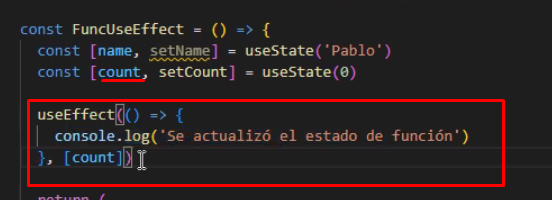 const FuncUseEffect = () => {
const [name, setName] = useState('Pablo')
const [count, setCount] = useState(0)
useEffect(() => {
console.log('Se actualizó el estado de función')
}, [count])
return (